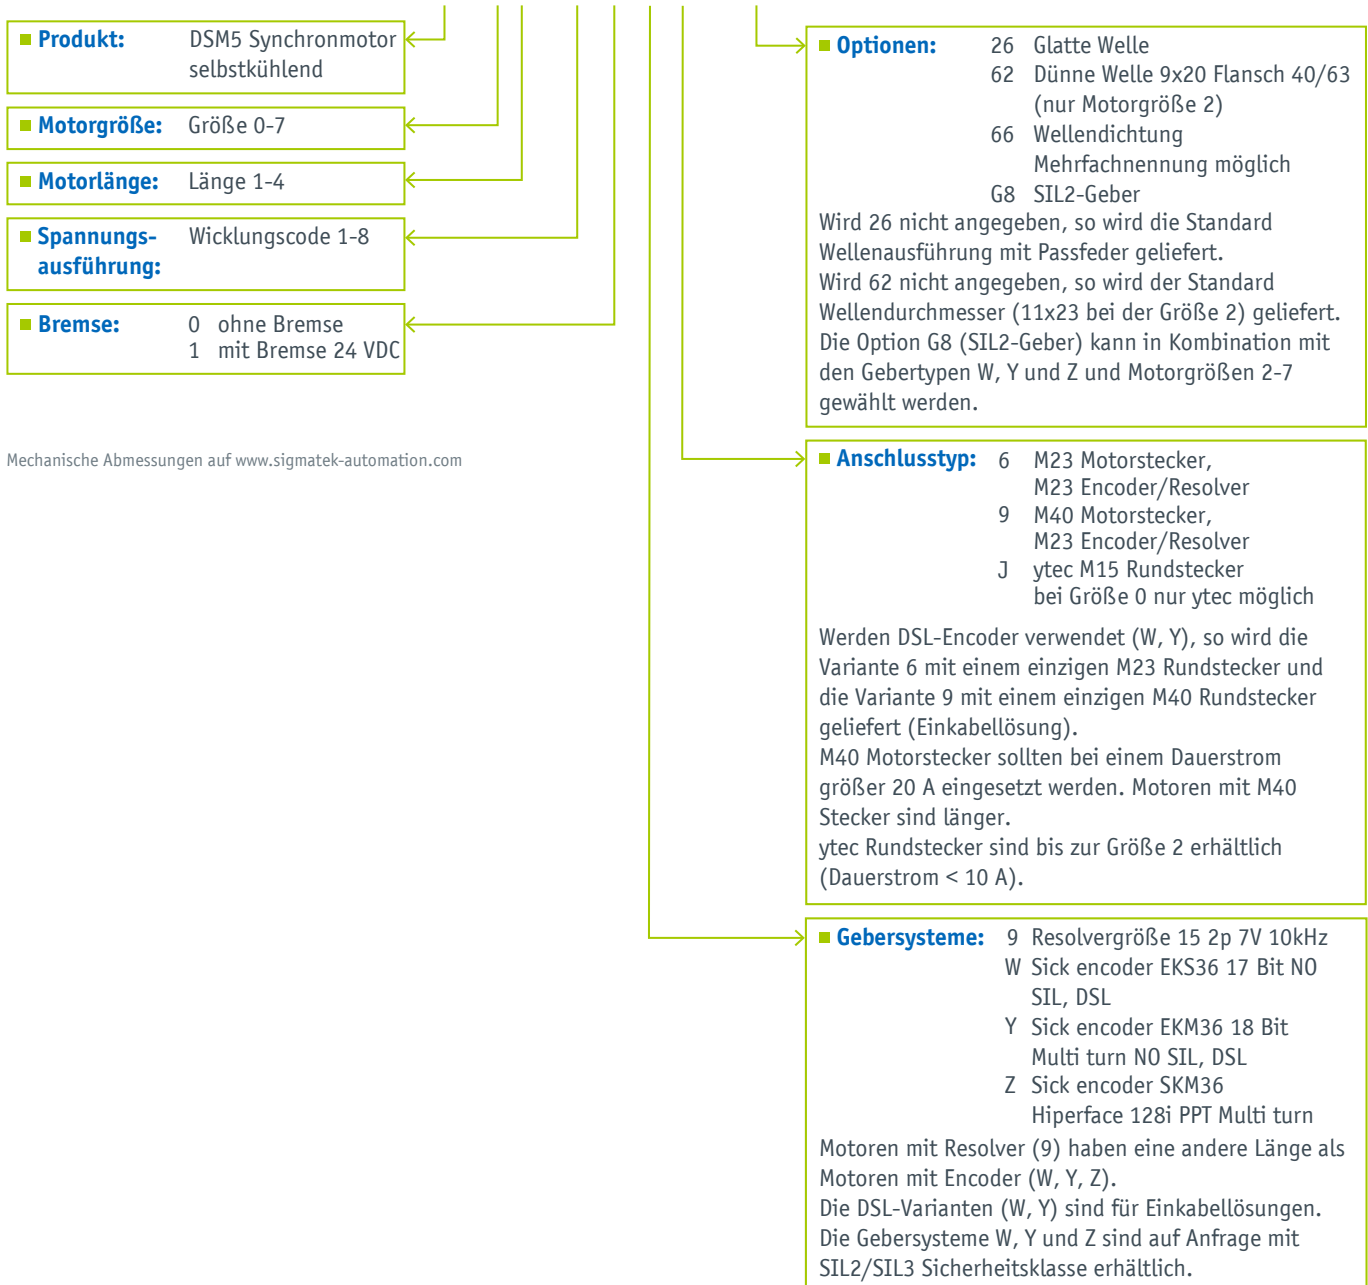 Produkt: DSM5 Synchronmotor
selbstkühlend
Motorgröße: Größe 0-7
Motorlänge: Länge 1-4
Spannungs- Wicklungscode 1-8
ausführung:
Bremse: 0 ohne Bremse
1 mit Bremse 24 VDC
Mechanische Abmessungen auf www.sigmatek-automation.com
Optionen: 26 Glatte Welle
62 Dünne Welle 9x20 Flansch 40/63
(nur Motorgröße 2)
66 Wellendichtung
Mehrfachnennung möglich
G8 SIL2-Geber
Wird 26 nicht angegeben, so wird die Standard
Wellenausführung mit Passfeder geliefert.
Wird 62 nicht angegeben, so wird der Standard
Wellendurchmesser (11x23 bei der Größe 2) geliefert.
Die Option G8 (SIL2-Geber) kann in Kombination mit
den Gebertypen W, Y und Z und Motorgrößen 2-7
gewählt werden.
Anschlusstyp: 6 M23 Motorstecker,
M23 Encoder/Resolver
9 M40 Motorstecker,
M23 Encoder/Resolver
J ytec M15 Rundstecker
bei Größe 0 nur ytec möglich
Werden DSL-Encoder verwendet (W, Y), so wird die
Variante 6 mit einem einzigen M23 Rundstecker und
die Variante 9 mit einem einzigen M40 Rundstecker
geliefert (Einkabellösung).
M40 Motorstecker sollten bei einem Dauerstrom
größer 20 A eingesetzt werden. Motoren mit M40
Stecker sind länger.
ytec Rundstecker sind bis zur Größe 2 erhältlich
(Dauerstrom < 10 A).
Gebersysteme: 9 Resolvergröße 15 2p 7V 10kHz
W Sick encoder EKS36 17 Bit NO
SIL, DSL
Y Sick encoder EKM36 18 Bit
Multi turn NO SIL, DSL
Z Sick encoder SKM36
Hiperface 128i PPT Multi turn
Motoren mit Resolver (9) haben eine andere Länge als
Motoren mit Encoder (W, Y, Z).
Die DSL-Varianten (W, Y) sind für Einkabellösungen.
Die Gebersysteme W, Y und Z sind auf Anfrage mit
SIL2/SIL3 Sicherheitsklasse erhältlich.